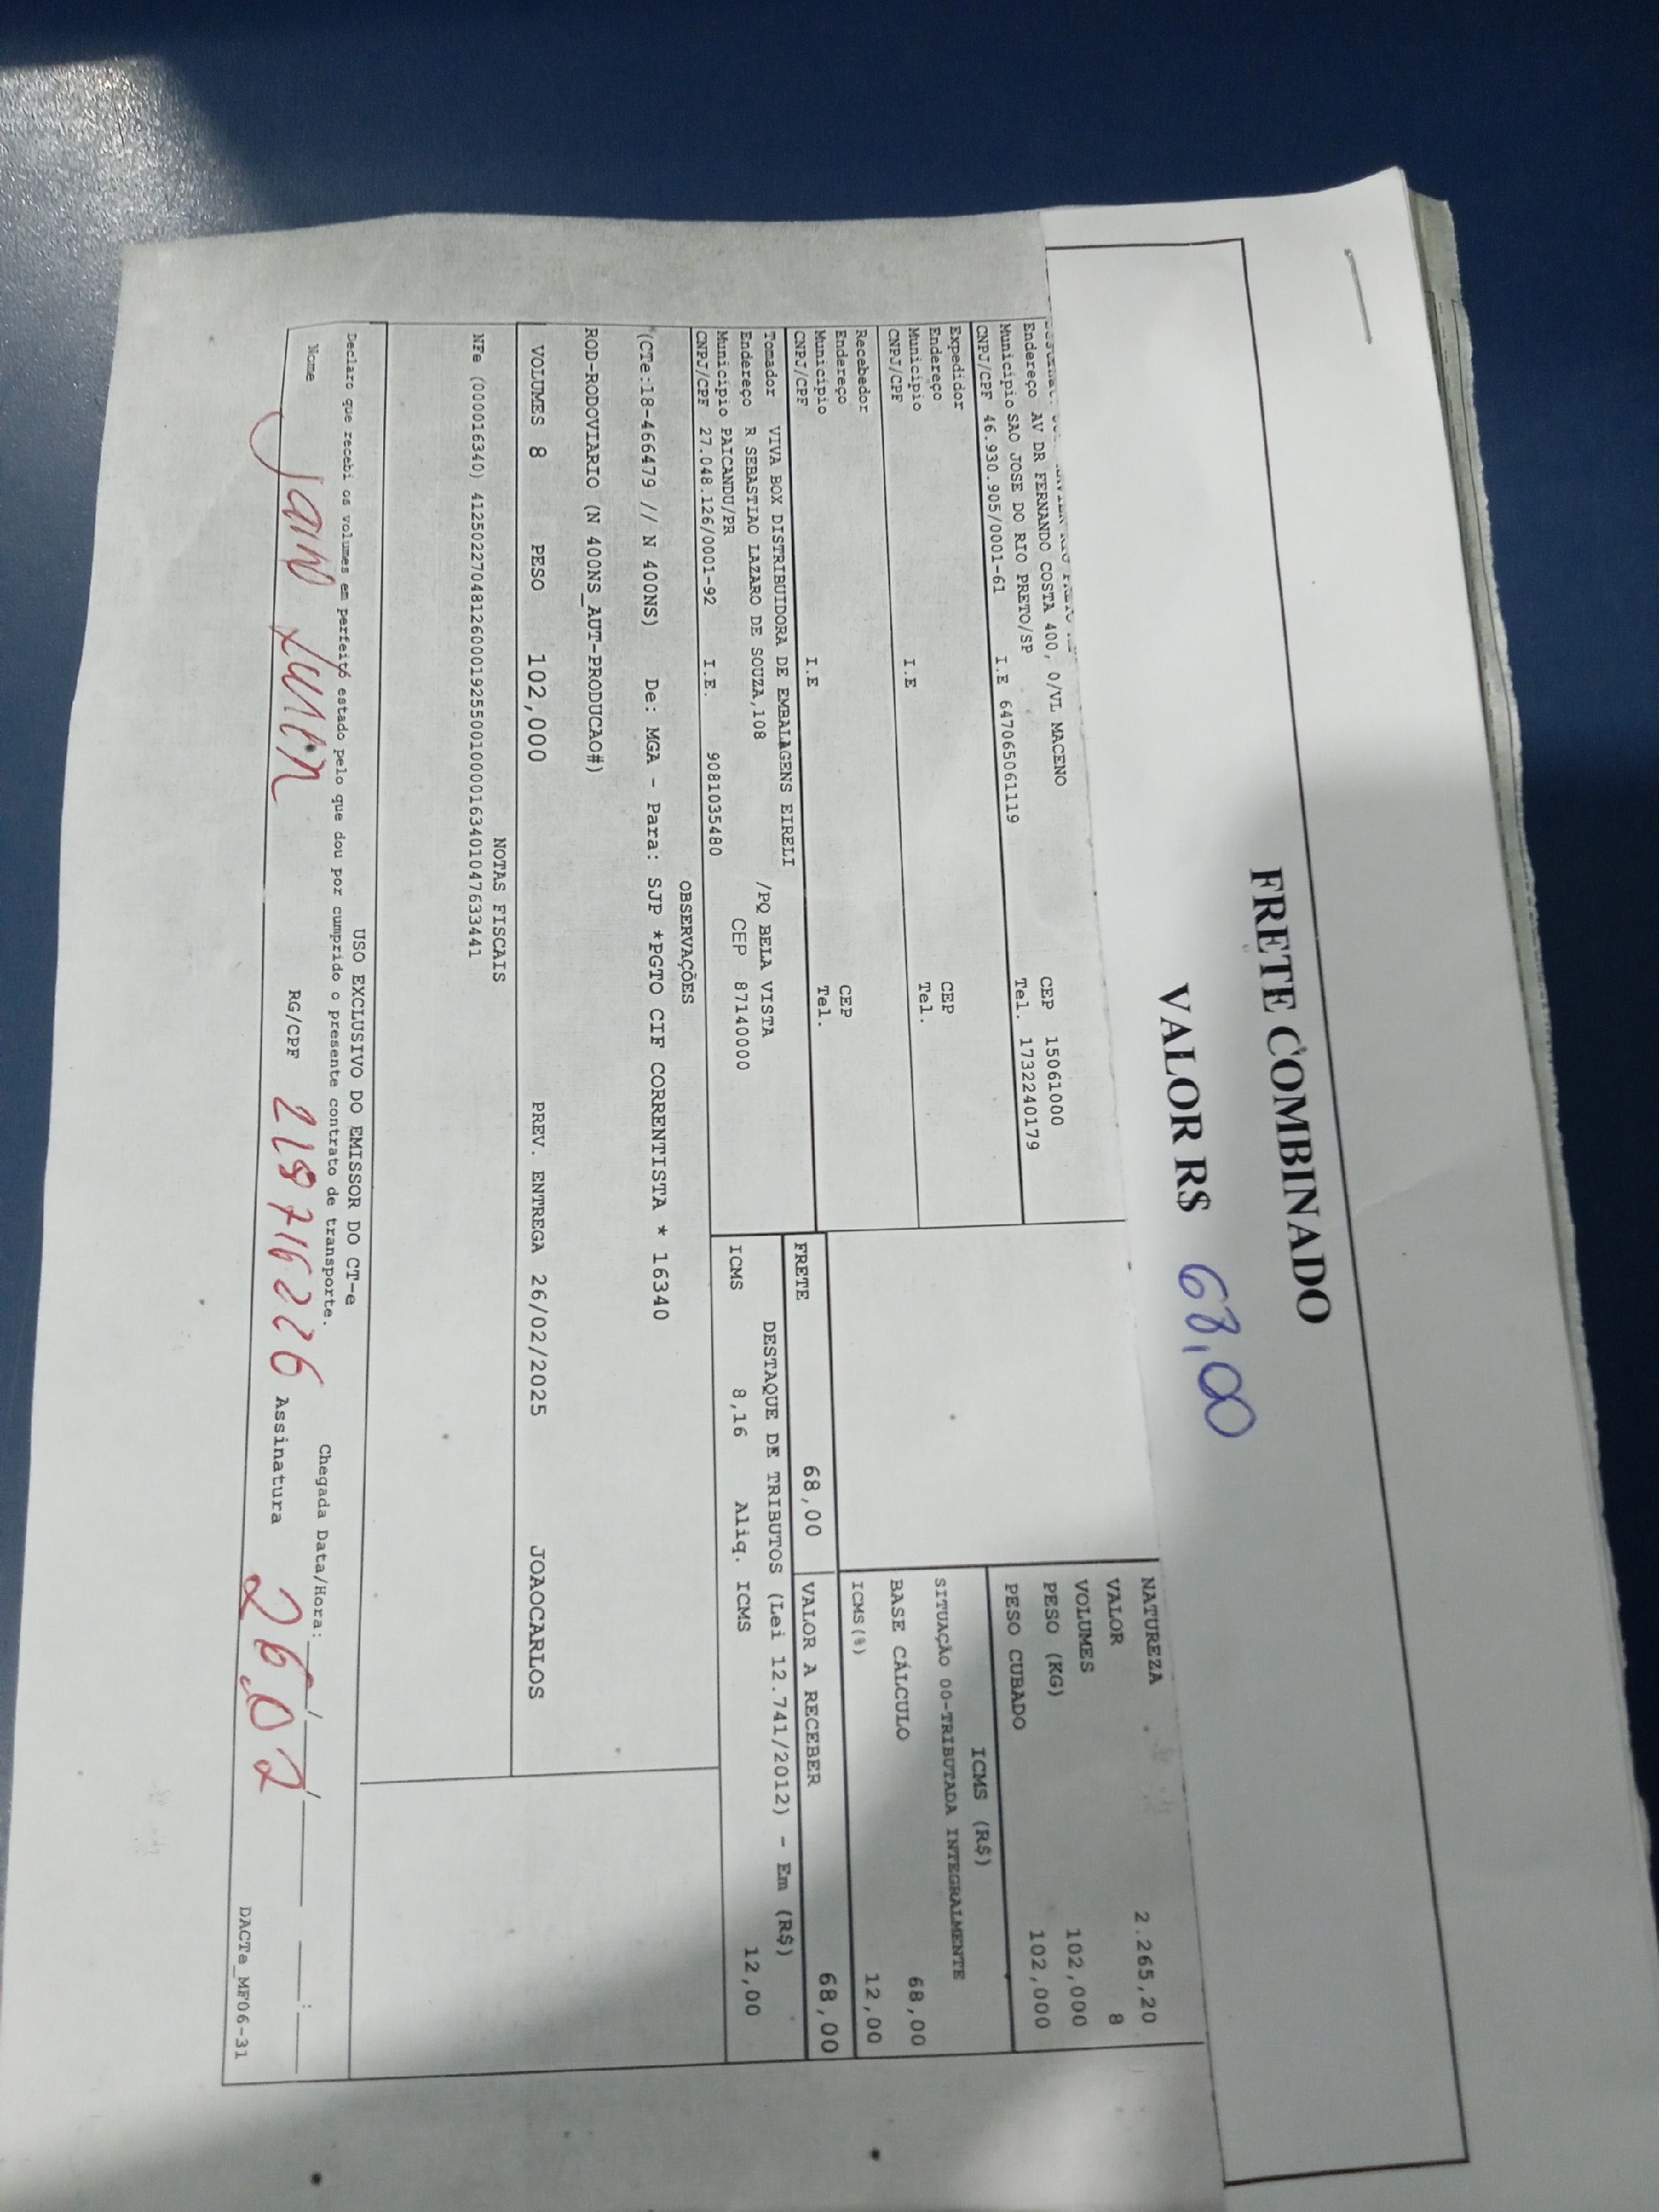 FRETE COMBINADO
VALOR R$ 68,00
Endereço AV DR FERNANDO COSTA 400, 0/VL MACENO CEP 15061000
Município SAO JOSE DO RIO PRETO/SP Tel. 1732240179
CNPJ/CPF 46.930.905/0001-61 I.E 647065061119
Expedidor
Endereço CEP
Município Tel.
CNPJ/CPF I.E
Recebedor
Endereço CEP
Município Tel.
CNPJ/CPF I.E
Tomador VIVA BOX DISTRIBUIDORA DE EMBALAGENS EIRELI
Endereço R SEBASTIAO LAZARO DE SOUZA,108 /PQ BELA VISTA
Município PAICANDU/PR CEP 87140000
CNPJ/CPF 27.048.126/0001-92 I.E. 9081035480
NATUREZA
VALOR 2.265,20
VOLUMES 8
PESO (KG) 102,000
PESO CUBADO 102,000
ICMS (R$)
SITUAÇÃO 00-TRIBUTADA INTEGRALMENTE
BASE CÁLCULO 68,00
ICMS(%) 12,00
FRETE 68,00 VALOR A RECEBER 68,00
DESTAQUE DE TRIBUTOS (Lei 12.741/2012) - Em (R$)
ICMS 8,16 Aliq. ICMS 12,00
OBSERVAÇÕES
(CTe:18-466479 // N 400NS) De: MGA - Para: SJP *PGTO CIF CORRENTISTA * 16340
ROD-RODOVIARIO (N 400NS_AUT-PRODUCAO#)
VOLUMES 8 PESO 102,000 PREV. ENTREGA 26/02/2025 JOAOCARLOS
NOTAS FISCAIS
NFe (000016340) 41250227048126000192550010000163401047633441
USO EXCLUSIVO DO EMISSOR DO CT-e
Declaro que recebi os volumes em perfeito estado pelo que dou por cumprido o presente contrato de transporte. Chegada Data/Hora: / / :
Nome RG/CPF 218716226 Assinatura 26.02
DACTe_MF06-31